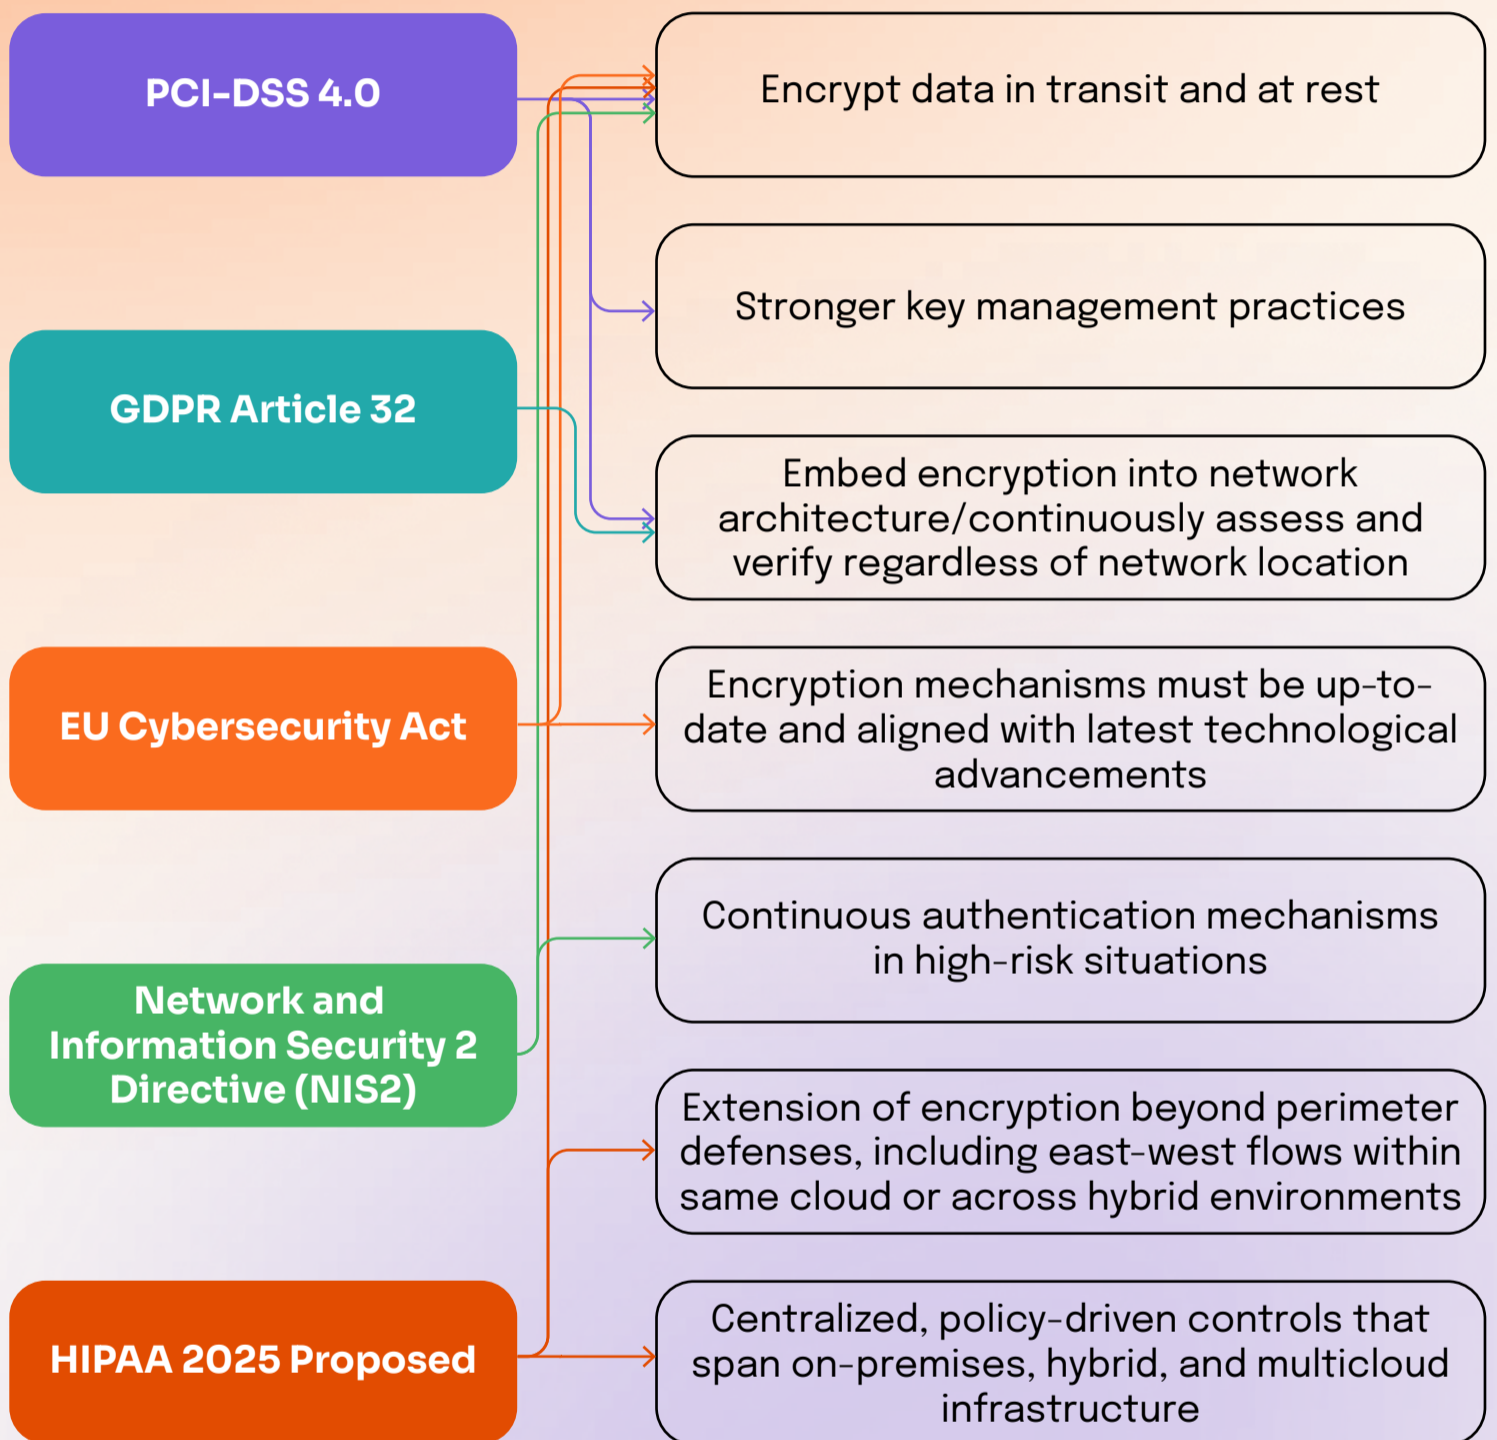 PCI-DSS 4.0
GDPR Article 32
EU Cybersecurity Act
Network and
Information Security 2
Directive (NIS2)
HIPAA 2025 Proposed
Encrypt data in transit and at rest
Stronger key management practices
Embed encryption into network
architecture/continuously assess and
verify regardless of network location
Encryption mechanisms must be up-to-
date and aligned with latest technological
advancements
Continuous authentication mechanisms
in high-risk situations
Extension of encryption beyond perimeter
defenses, including east-west flows within
same cloud or across hybrid environments
Centralized, policy-driven controls that
span on-premises, hybrid, and multicloud
infrastructure